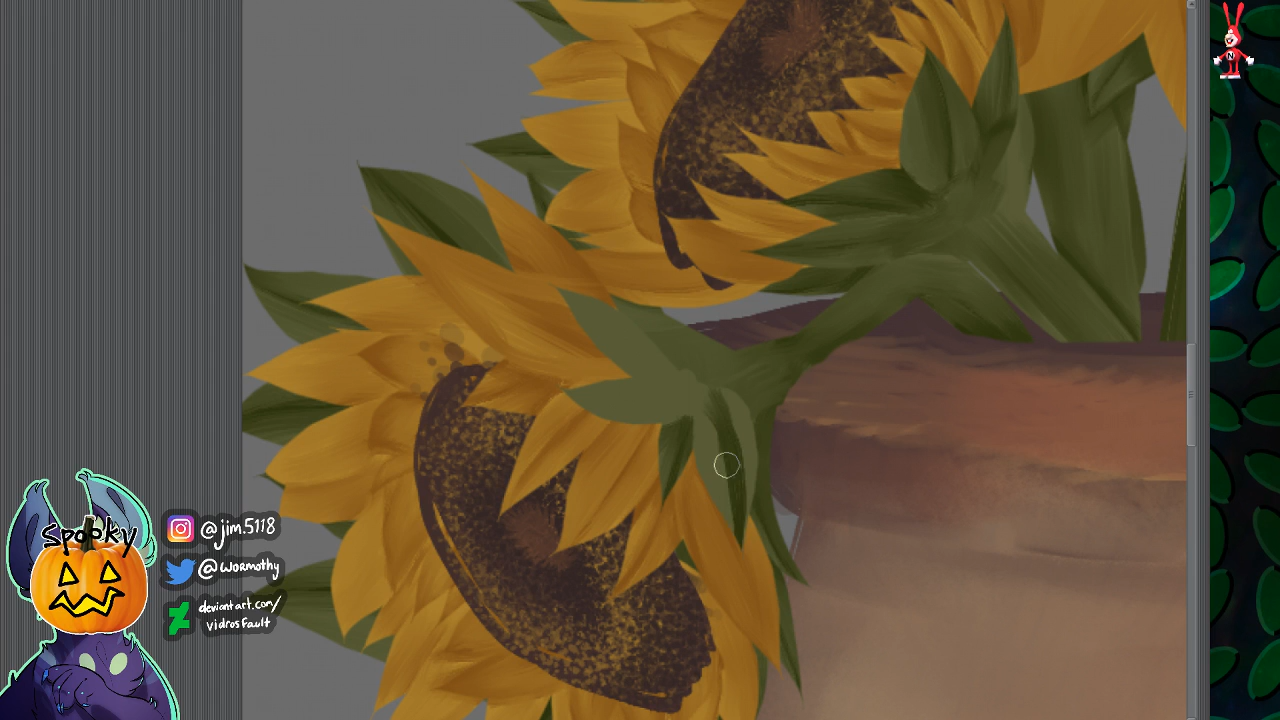 N
Spooky
@jim.5118
@wormothy
deviantart.com/
vidrosfault